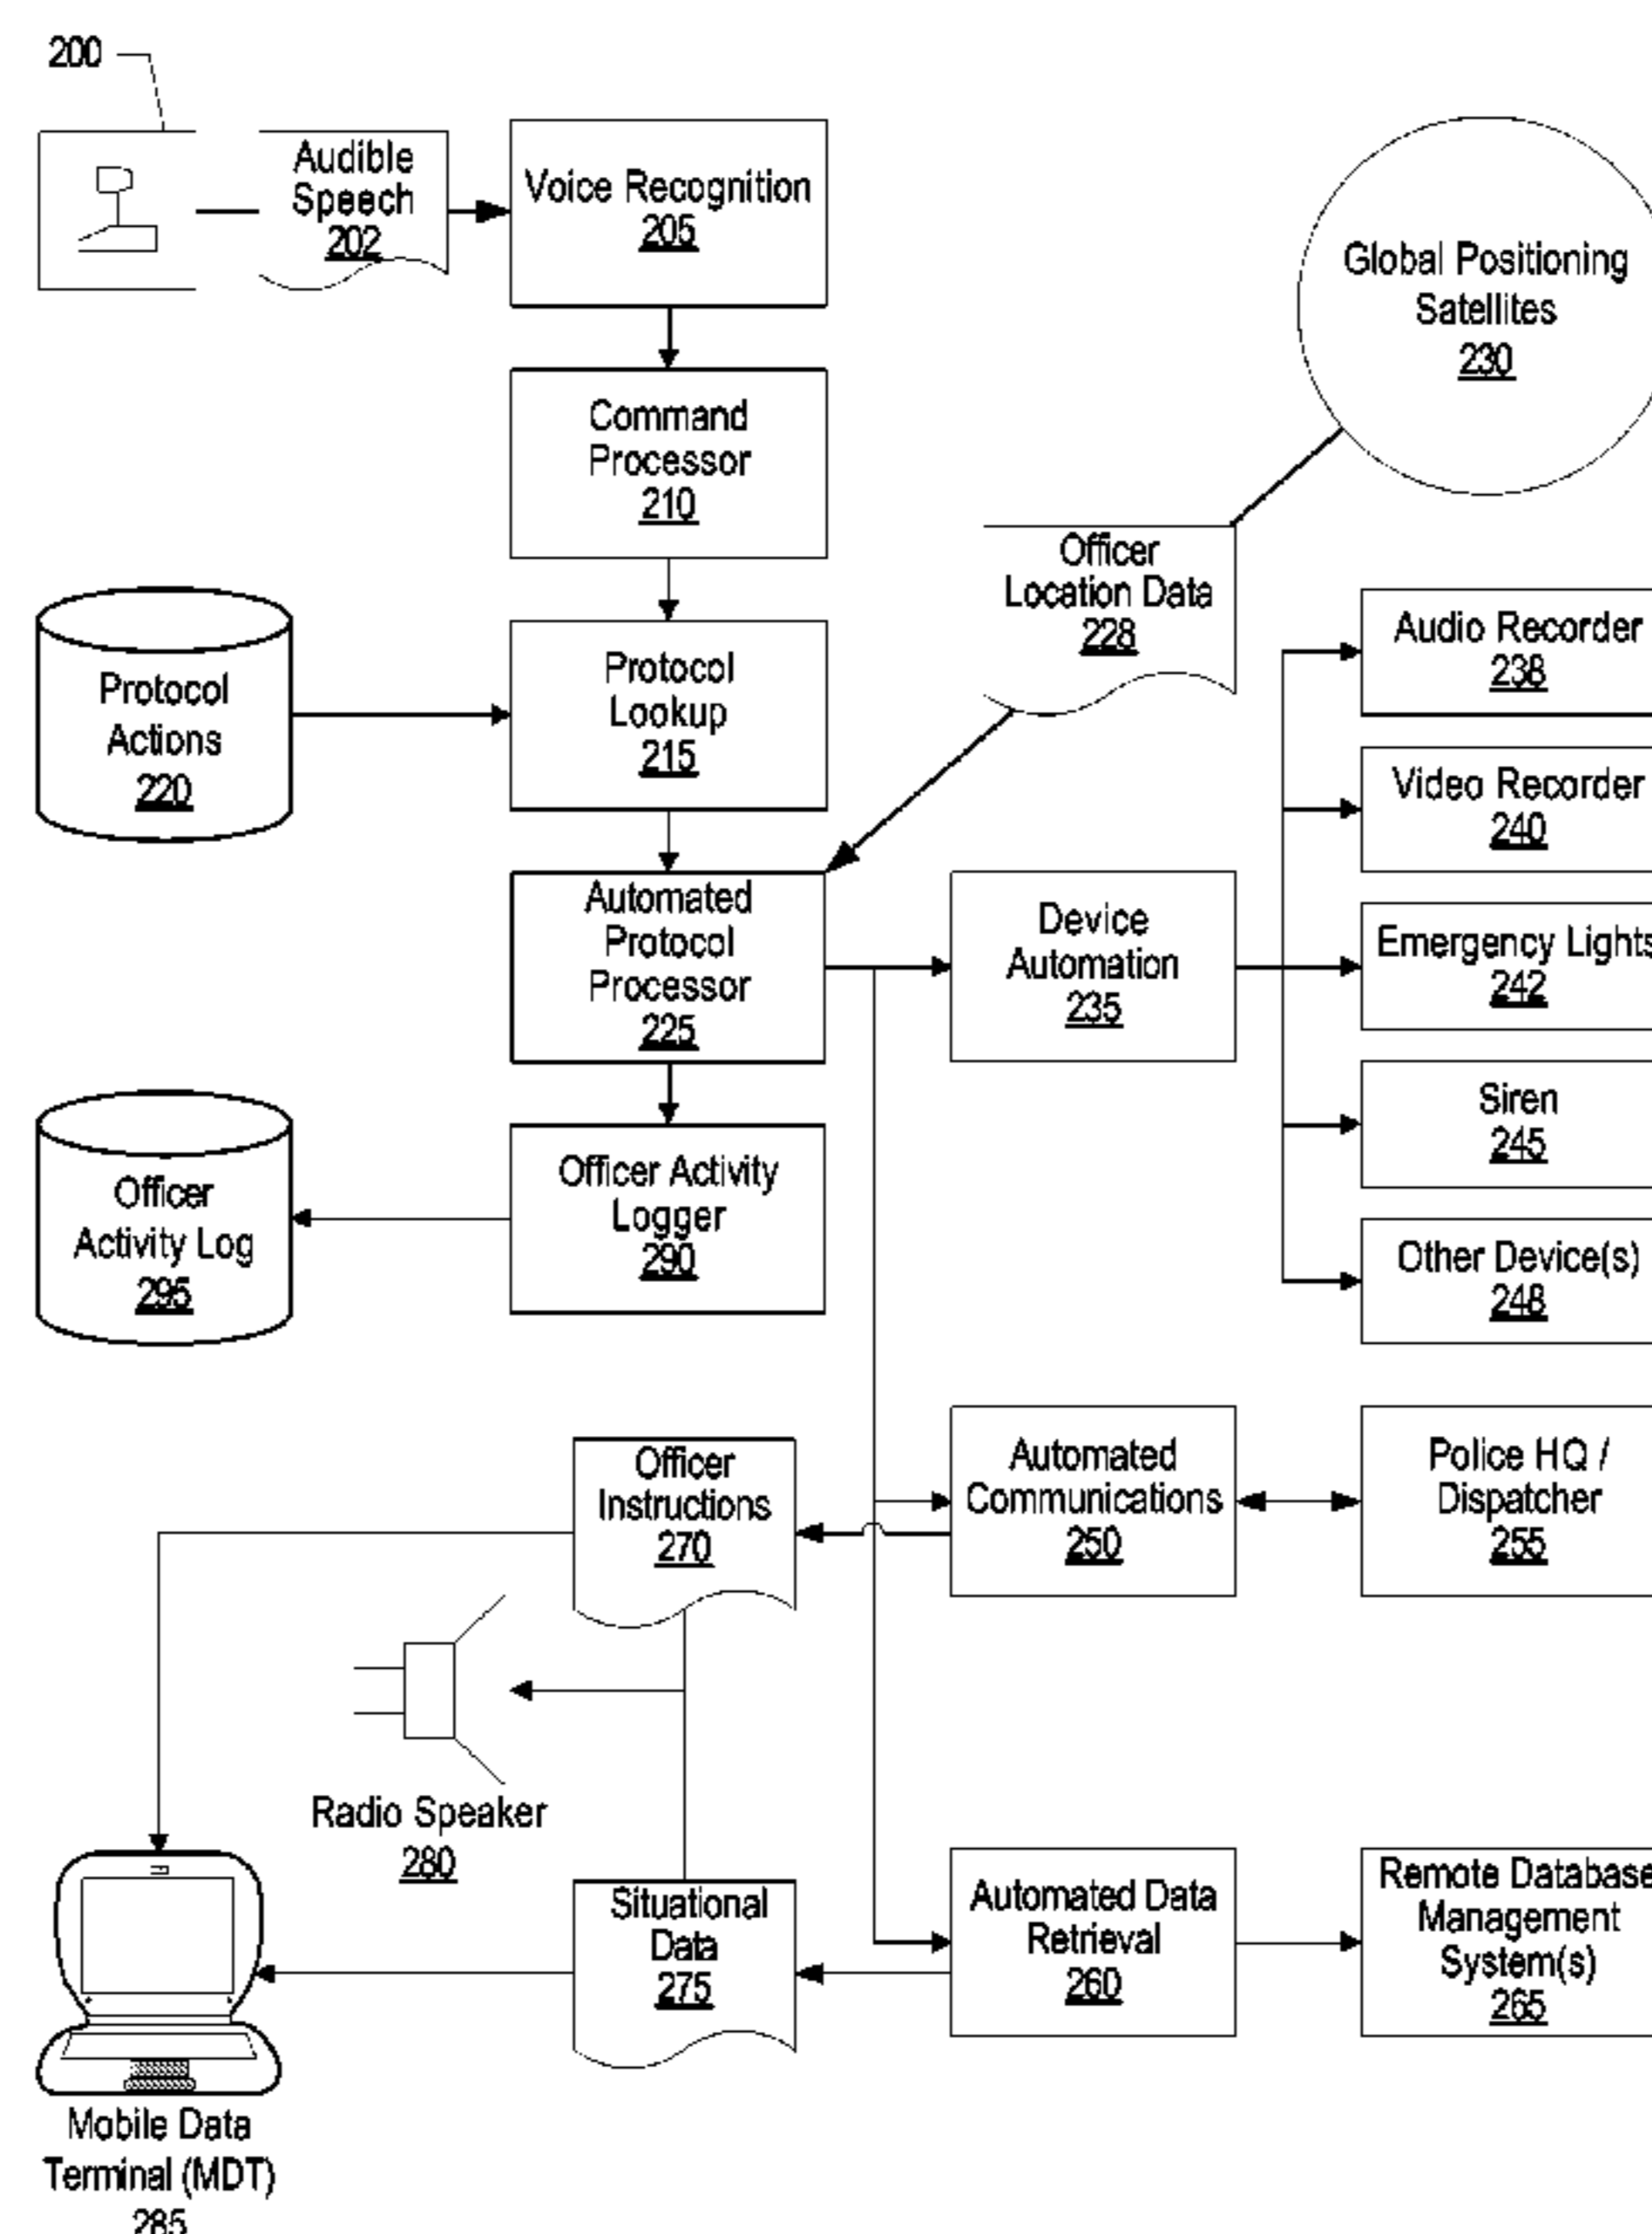 200
Audible
Speech
202
Voice Recognition
205
Global Positioning
Satellites
230
Command
Processor
210
Officer
Location Data
228
Protocol
Actions
220
Protocol
Lookup
215
Audio Recorder
238
Video Recorder
240
Automated
Protocol
Processor
225
Device
Automation
235
Emergency Lights
242
Siren
245
Officer
Activity Log
295
Officer Activity
Logger
290
Other Device(s)
248
Officer
Instructions
270
Automated
Communications
250
Police HQ /
Dispatcher
255
Radio Speaker
280
Situational
Data
275
Automated Data
Retrieval
260
Remote Database
Management
System(s)
265
Mobile Data
Terminal (MDT)
285